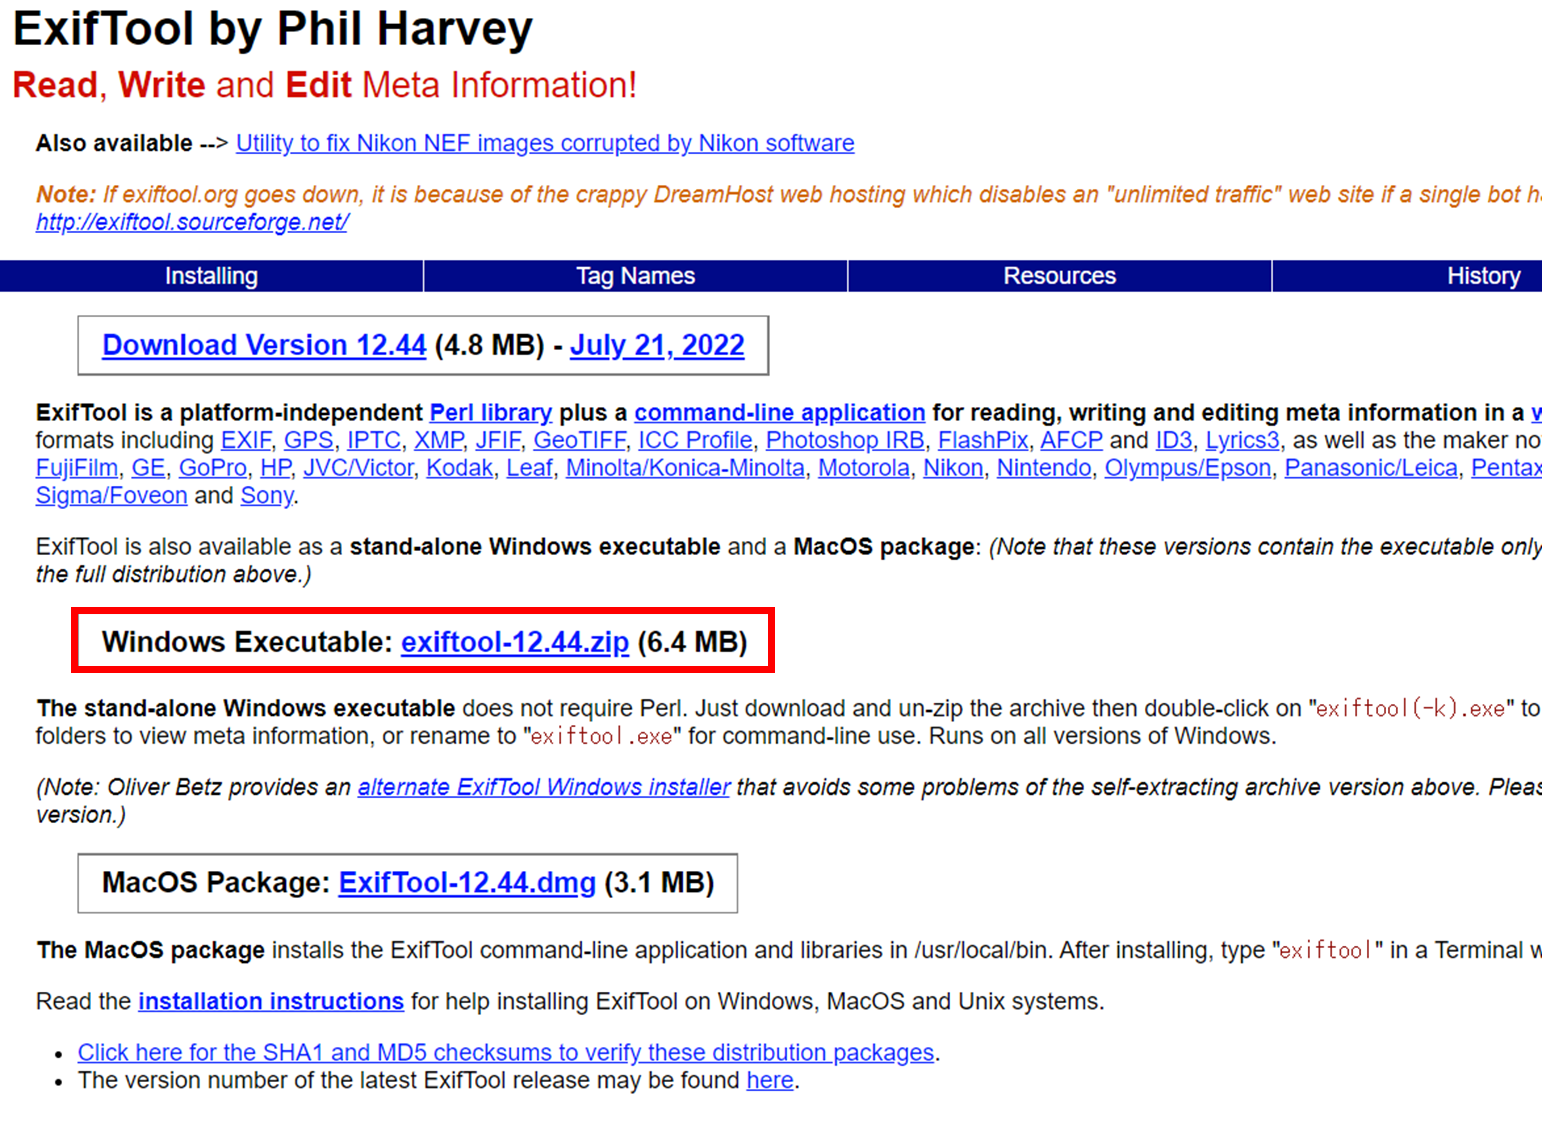 ExifTool by Phil Harvey
Read, Write and Edit Meta Information!
Also available --> Utility to fix Nikon NEF images corrupted by Nikon software
Note: If exiftool.org goes down, it is because of the crappy DreamHost web hosting which disables an "unlimited traffic" web site if a single bot
http://exiftool.sourceforge.net/
Installing Tag Names Resources History
Download Version 12.44 (4.8 MB) - July 21, 2022
ExifTool is a platform-independent Perl library plus a command-line application for reading, writing and editing meta information in a
formats including EXIF, GPS, IPTC, XMP, JFIF, GeoTIFF, ICC Profile, Photoshop IRB, FlashPix, AFCP and ID3, Lyrics3, as well as the maker
FujiFilm, GE, GoPro, HP, JVC/Victor, Kodak, Leaf, Minolta/Konica-Minolta, Motorola, Nikon, Nintendo, Olympus/Epson, Panasonic/Leica,
Sigma/Foveon and Sony.
ExifTool is also available as a stand-alone Windows executable and a MacOS package: (Note that these versions contain the executable only
the full distribution above.)
Windows Executable: exiftool-12.44.zip (6.4 MB)
The stand-alone Windows executable does not require Perl. Just download and un-zip the archive then double-click on "exiftool(-k).exe" to
folders to view meta information, or rename to "exiftool.exe" for command-line use. Runs on all versions of Windows.
(Note: Oliver Betz provides an alternate ExifTool Windows installer that avoids some problems of the self-extracting archive version above.
version.)
MacOS Package: ExifTool-12.44.dmg (3.1 MB)
The MacOS package installs the ExifTool command-line application and libraries in /usr/local/bin. After installing, type "exiftool" in a Terminal
Read the installation instructions for help installing ExifTool on Windows, MacOS and Unix systems.
• Click here for the SHA1 and MD5 checksums to verify these distribution packages.
• The version number of the latest ExifTool release may be found here.